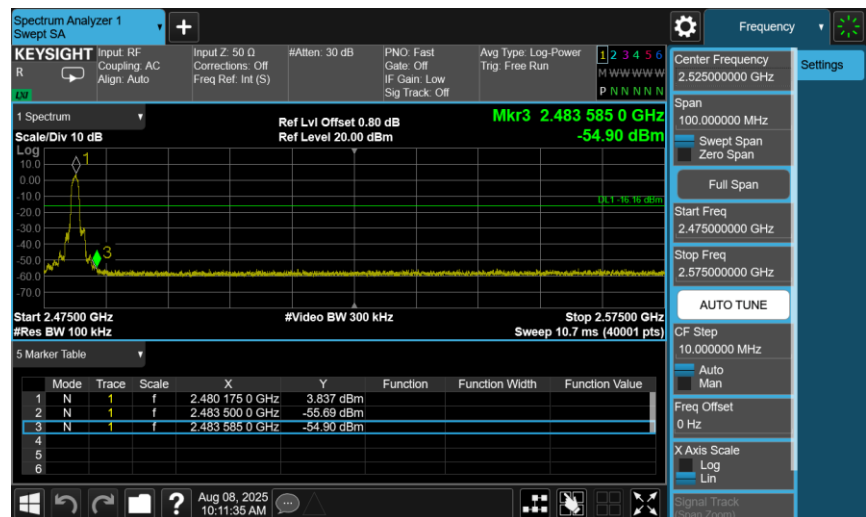 Spectrum Analyzer 1
Swept SA
Frequency
KEYSIGHT
R
LXI
Input: RF
Coupling: AC
Align: Auto
Input Z: 50 Ω
Corrections: Off
Freq Ref: Int (S)
#Atten: 30 dB
PNO: Fast
Gate: Off
IF Gain: Low
Sig Track: Off
Avg Type: Log-Power
Trig: Free Run
1 2 3 4 5 6
M W W W W W
P N N N N N
Settings
1 Spectrum
Scale/Div 10 dB
Ref Lvl Offset 0.80 dB
Ref Level 20.00 dBm
Mkr3 2.483 585 0 GHz
-54.90 dBm
Log
10.0
0.00
-10.0
-20.0
-30.0
-40.0
-50.0
-60.0
-70.0
1
3
DL1 -16.16 dBm
Start 2.47500 GHz
#Res BW 100 kHz
#Video BW 300 kHz
Stop 2.57500 GHz
Sweep 10.7 ms (40001 pts)
5 Marker Table
Mode Trace Scale X Y Function Function Width Function Value
1 N 1 f 2.480 175 0 GHz 3.837 dBm
2 N 1 f 2.483 500 0 GHz -55.69 dBm
3 N 1 f 2.483 585 0 GHz -54.90 dBm
4
5
6
Center Frequency
2.525000000 GHz
Span
100.000000 MHz
Swept Span
Zero Span
Full Span
Start Freq
2.475000000 GHz
Stop Freq
2.575000000 GHz
AUTO TUNE
CF Step
10.000000 MHz
Auto
Man
Freq Offset
0 Hz
X Axis Scale
Log
Lin
Signal Track
(Span Zoom)
?
Aug 08, 2025
10:11:35 AM